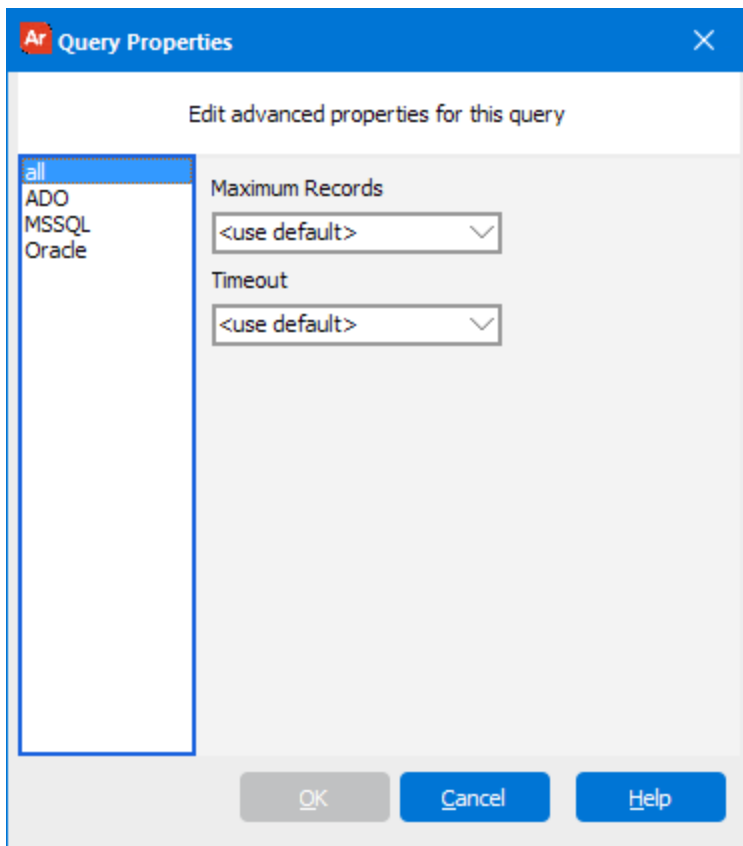 Ar Query Properties
Edit advanced properties for this query
all
ADO
MSSQL
Oracle
Maximum Records
<use default>
Timeout
<use default>
OK Cancel Help